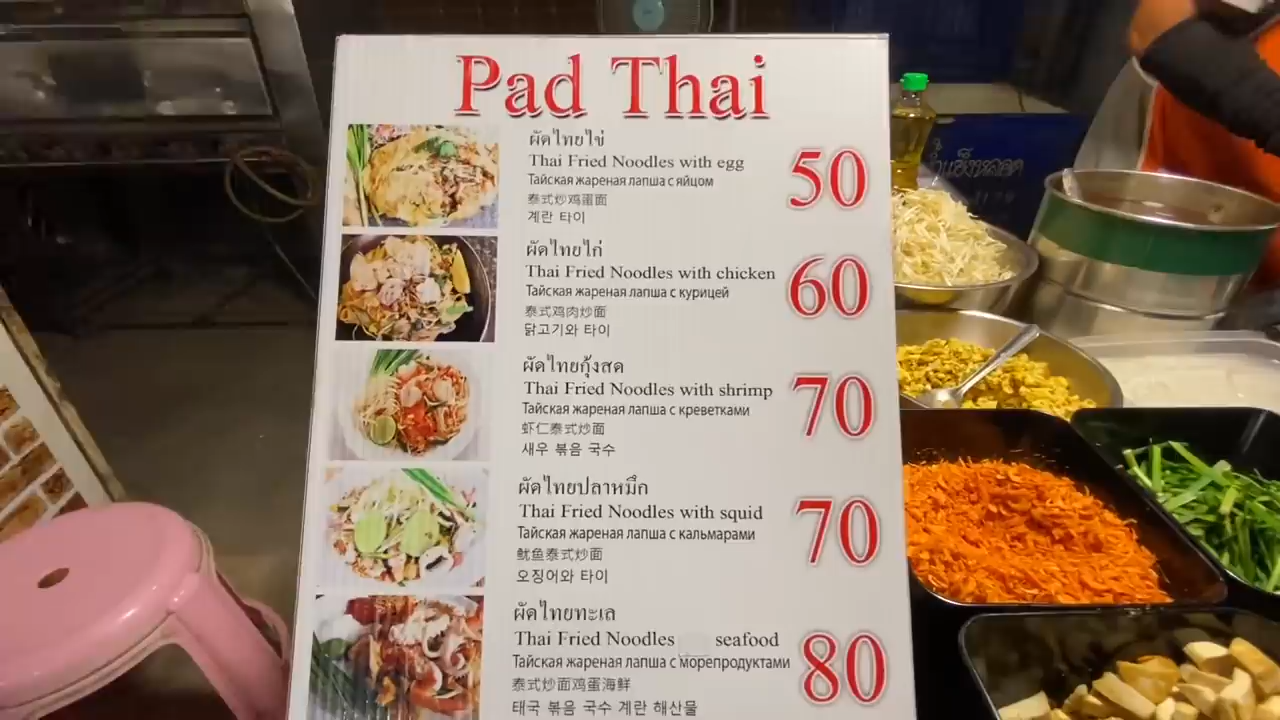 Pad Thai
ผัดไทยไข่
Thai Fried Noodles with egg
Тайская жареная лапша с яйцом
泰式炒鸡蛋面
계란 타이
50
ผัดไทยไก่
Thai Fried Noodles with chicken
Тайская жареная лапша с курицей
泰式鸡肉炒面
닭고기와 타이
60
ผัดไทยกุ้งสด
Thai Fried Noodles with shrimp
Тайская жареная лапша с креветками
虾仁泰式炒面
새우 볶음 국수
70
ผัดไทยปลาหมึก
Thai Fried Noodles with squid
Тайская жареная лапша с кальмарами
鱿鱼泰式炒面
오징어와 타이
70
ผัดไทยทะเล
Thai Fried Noodles seafood
Тайская жареная лапша с морепродуктами
泰式炒面鸡蛋海鲜
태국 볶음 국수 계란 해산물
80